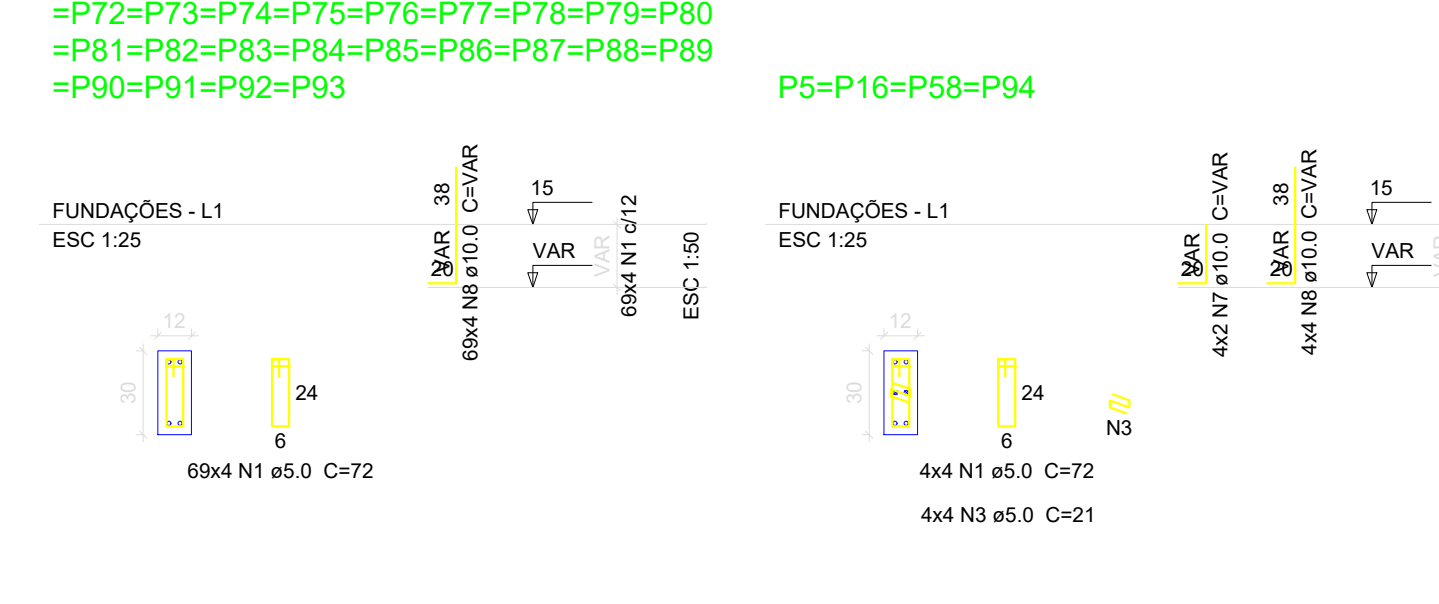 =P72=P73=P74=P75=P76=P77=P78=P79=P80
=P81=P82=P83=P84=P85=P86=P87=P88=P89
=P90=P91=P92=P93
FUNDAÇÕES - L1
ESC 1:25
38
VAR
20
69x4 N8 ø10.0 C=VAR
15
VAR
VAR
69x4 N1 c/12
ESC 1:50
12
30
24
6
69x4 N1 ø5.0 C=72
P5=P16=P58=P94
FUNDAÇÕES - L1
ESC 1:25
VAR
20
4x2 N7 ø10.0 C=VAR
38
VAR
20
4x4 N8 ø10.0 C=VAR
15
VAR
12
30
24
6
N3
4x4 N1 ø5.0 C=72
4x4 N3 ø5.0 C=21